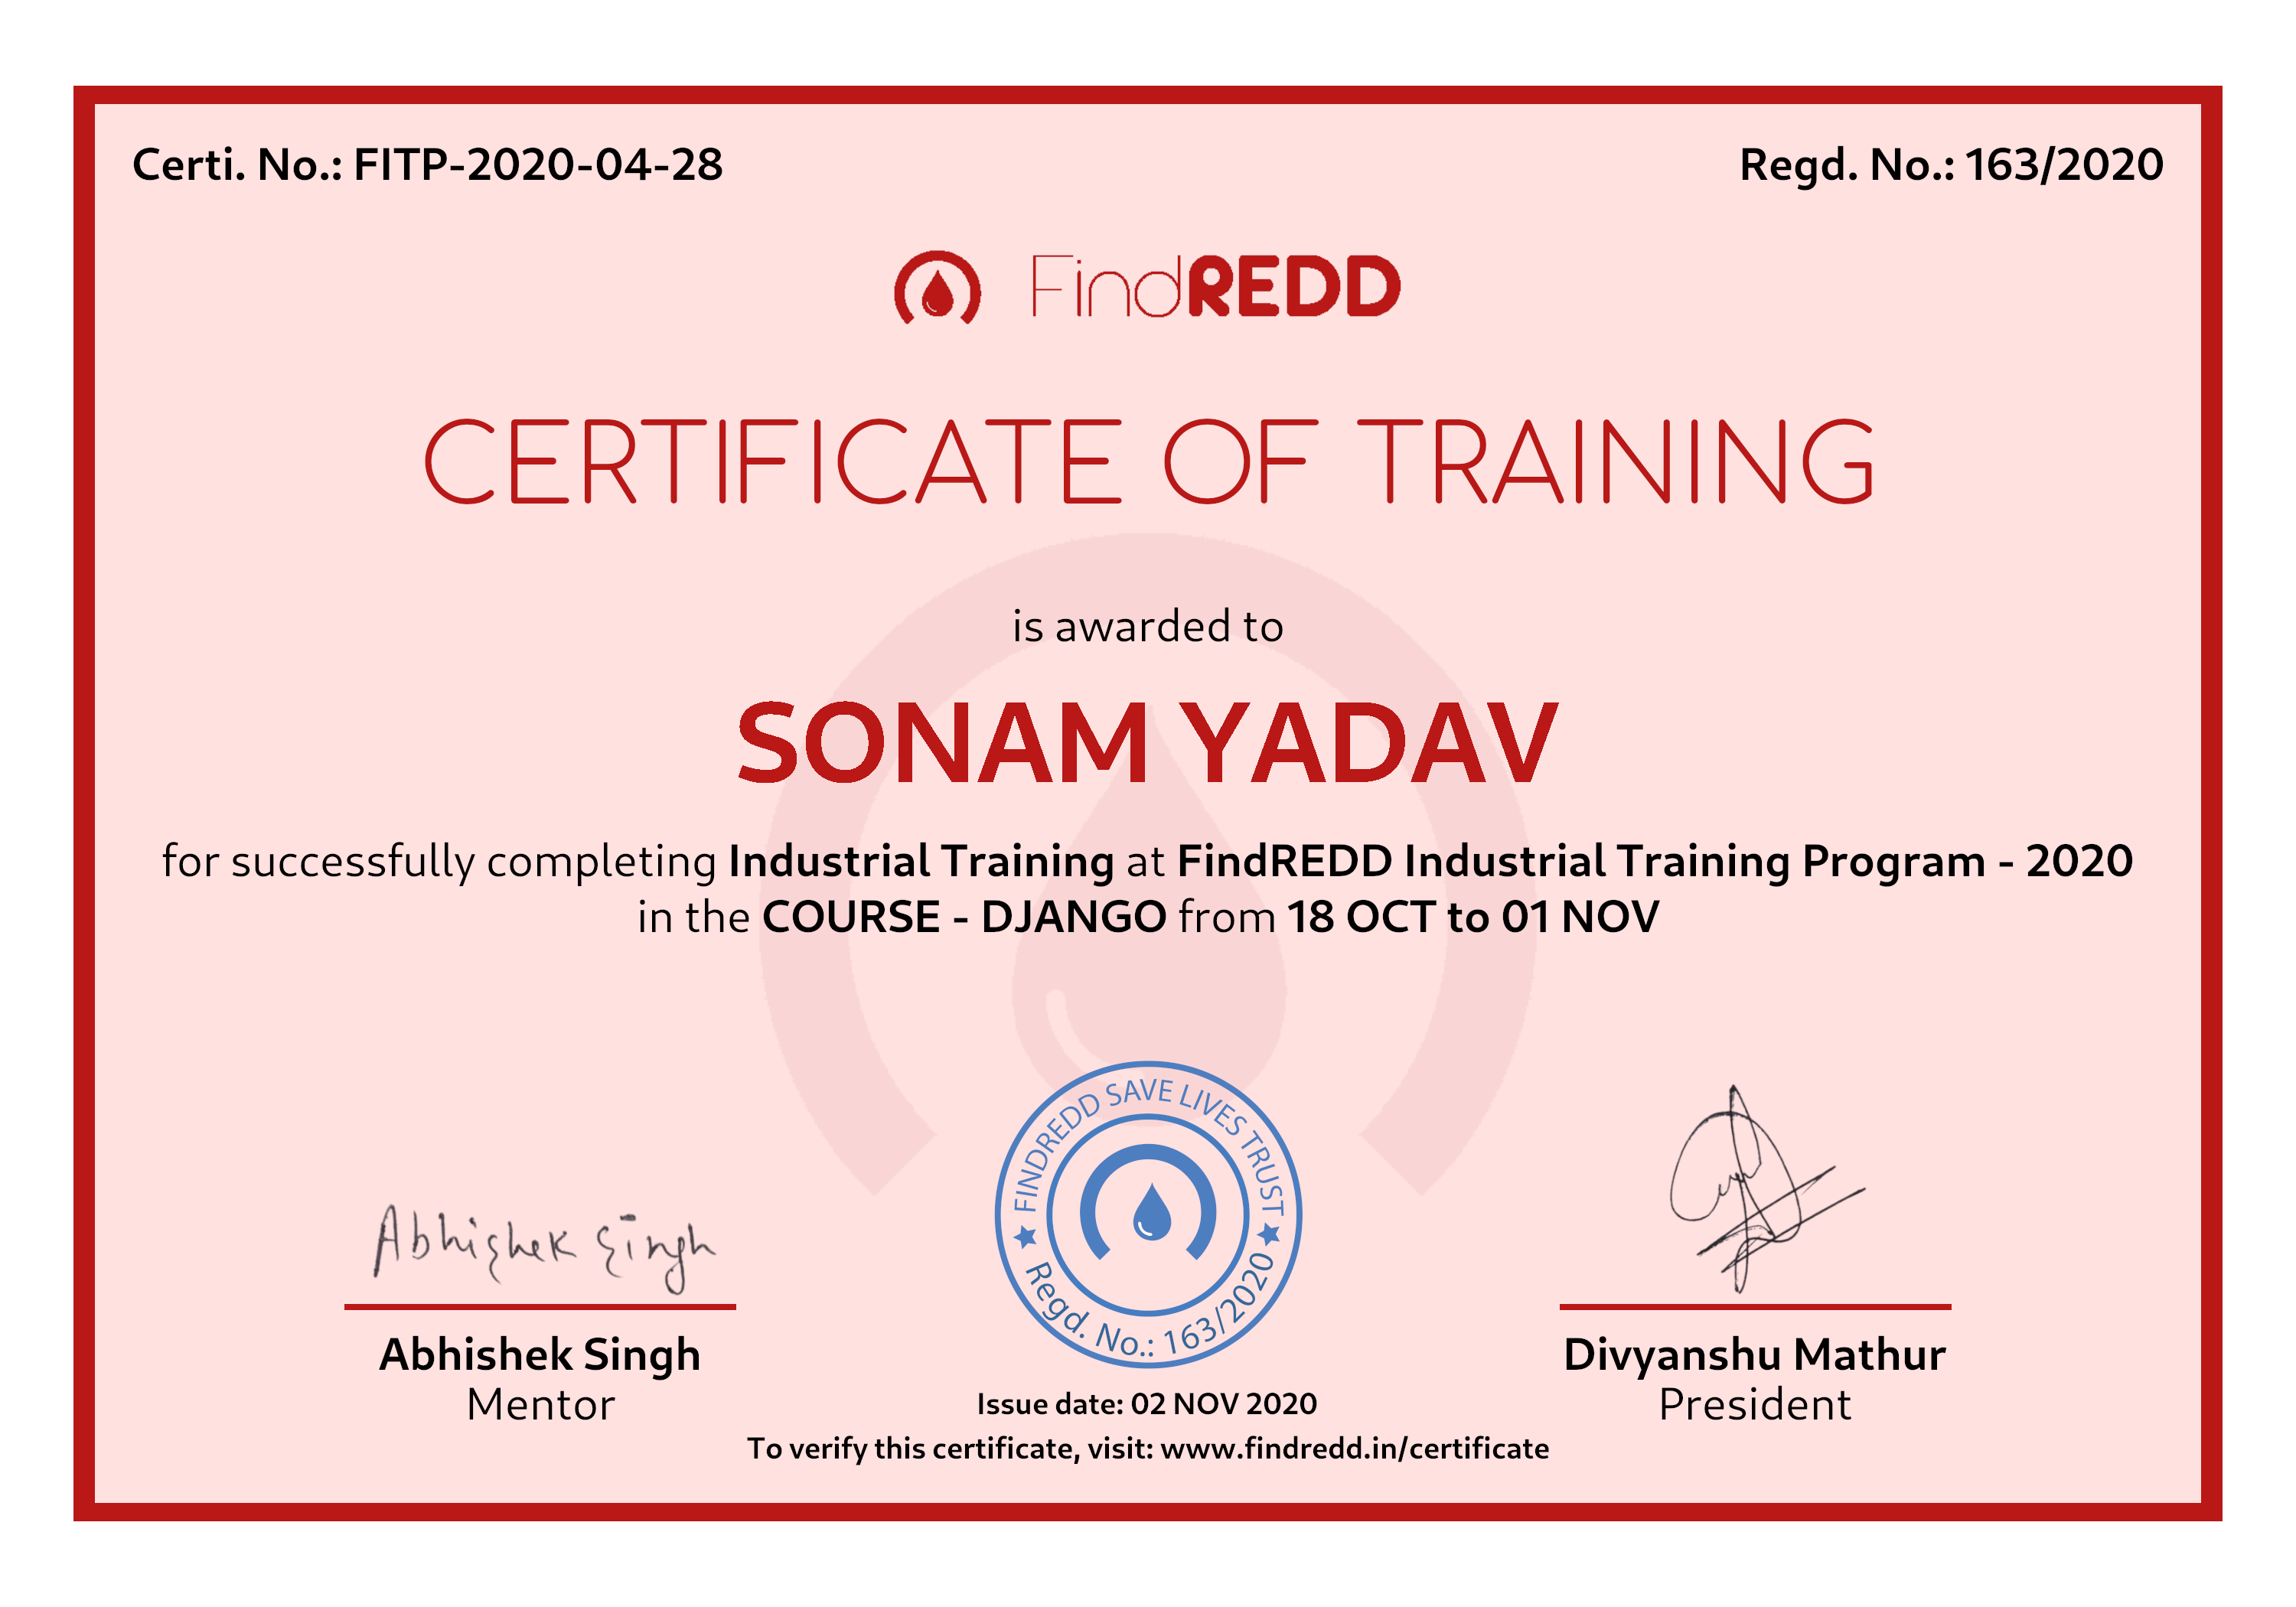 Certi. No.: FITP-2020-04-28
Regd. No.: 163/2020
FindREDD
CERTIFICATE OF TRAINING
is awarded to
SONAM YADAV
for successfully completing Industrial Training at FindREDD Industrial Training Program - 2020
in the COURSE - DJANGO from 18 OCT to 01 NOV
Abhishek Singh
Abhishek Singh
Mentor
★ FINDREDD SAVE LIVES TRUST ★
Regd. No.: 163/2020
Issue date: 02 NOV 2020
To verify this certificate, visit: www.findredd.in/certificate
Divyanshu Mathur
President